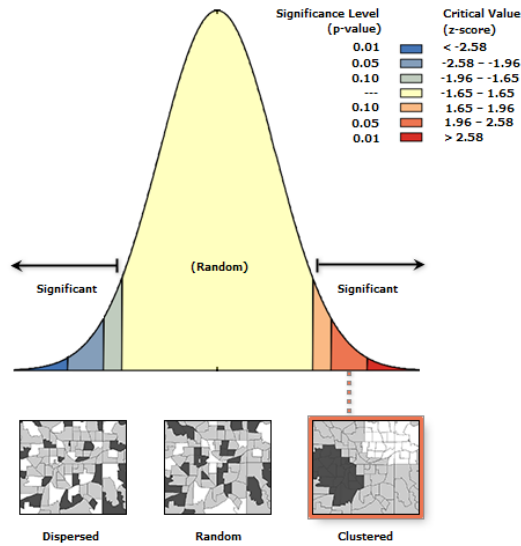 Significance Level Critical Value
(p-value) (z-score)
0.01 < -2.58
0.05 -2.58 – -1.96
0.10 -1.96 – -1.65
--- -1.65 – 1.65
0.10 1.65 – 1.96
0.05 1.96 – 2.58
0.01 > 2.58
(Random)
Significant Significant
Dispersed Random Clustered